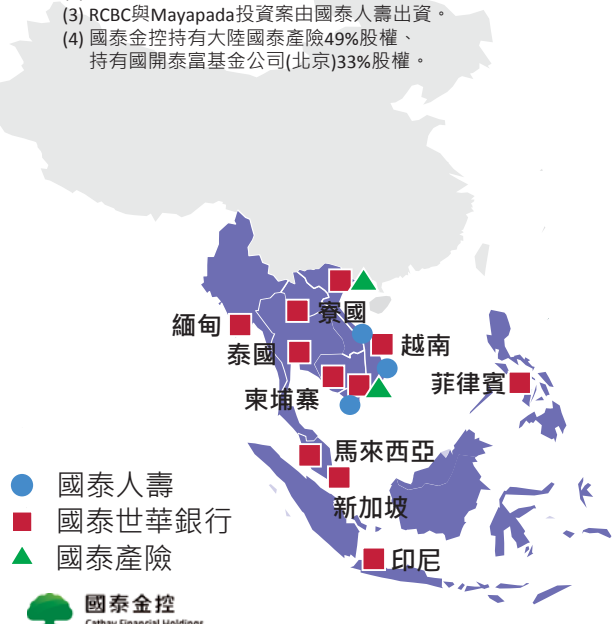 (3) RCBC與Mayapada投資案由國泰人壽出資。
(4) 國泰金控持有大陸國泰產險49%股權、
持有國開泰富基金公司(北京)33%股權。
寮國
緬甸
越南
泰國
菲律賓
柬埔寨
馬來西亞
國泰人壽
新加坡
國泰世華銀行
國泰產險
印尼
國泰金控
Cathay Financial Holdings